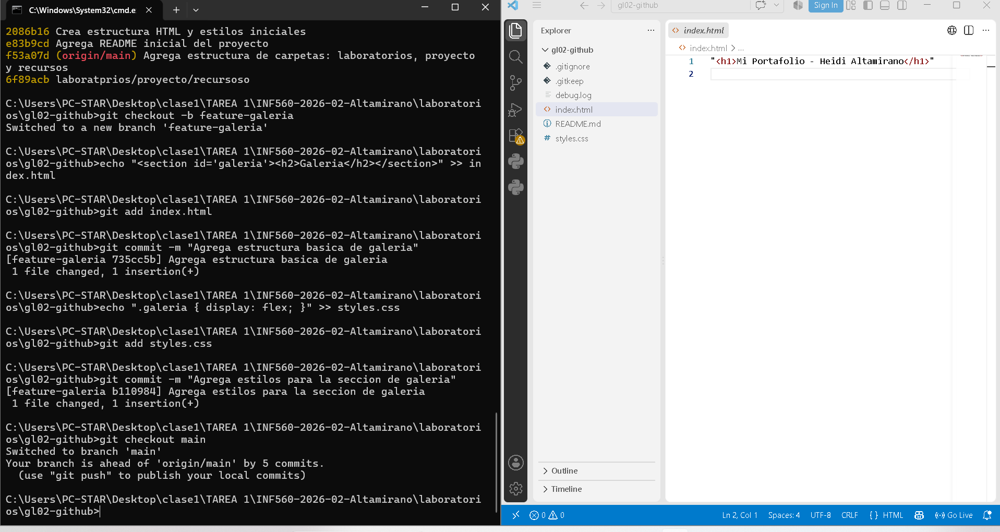 C:\Windows\System32\cmd.e
2086b16 Crea estructura HTML y estilos iniciales
e83b9cd Agrega README inicial del proyecto
f53a07d (origin/main) Agrega estructura de carpetas: laboratorios, proyecto
y recursos
6f89acb laboratprios/proyecto/recursoso
C:\Users\PC-STAR\Desktop\clase1\TAREA 1\INF560-2026-02-Altamirano\laboratori
os\gl02-github>git checkout -b feature-galeria
Switched to a new branch 'feature-galeria'
C:\Users\PC-STAR\Desktop\clase1\TAREA 1\INF560-2026-02-Altamirano\laboratori
os\gl02-github>echo "<section id='galeria'><h2>Galeria</h2></section>" >> in
dex.html
C:\Users\PC-STAR\Desktop\clase1\TAREA 1\INF560-2026-02-Altamirano\laboratori
os\gl02-github>git add index.html
C:\Users\PC-STAR\Desktop\clase1\TAREA 1\INF560-2026-02-Altamirano\laboratori
os\gl02-github>git commit -m "Agrega estructura basica de galeria"
[feature-galeria 735cc5b] Agrega estructura basica de galeria
1 file changed, 1 insertion(+)
C:\Users\PC-STAR\Desktop\clase1\TAREA 1\INF560-2026-02-Altamirano\laboratori
os\gl02-github>echo ".galeria { display: flex; }" >> styles.css
C:\Users\PC-STAR\Desktop\clase1\TAREA 1\INF560-2026-02-Altamirano\laboratori
os\gl02-github>git add styles.css
C:\Users\PC-STAR\Desktop\clase1\TAREA 1\INF560-2026-02-Altamirano\laboratori
os\gl02-github>git commit -m "Agrega estilos para la seccion de galeria"
[feature-galeria b110984] Agrega estilos para la seccion de galeria
1 file changed, 1 insertion(+)
C:\Users\PC-STAR\Desktop\clase1\TAREA 1\INF560-2026-02-Altamirano\laboratori
os\gl02-github>git checkout main
Switched to branch 'main'
Your branch is ahead of 'origin/main' by 5 commits.
(use "git push" to publish your local commits)
C:\Users\PC-STAR\Desktop\clase1\TAREA 1\INF560-2026-02-Altamirano\laboratori
os\gl02-github>
gl02-github
Sign In
Explorer
gl02-github
.gitignore
.gitkeep
debug.log
index.html
README.md
styles.css
Outline
Timeline
index.html
index.html > ...
1 "<h1>Mi Portafolio - Heidi Altamirano</h1>"
2
0 0
Ln 2, Col 1 Spaces: 4 UTF-8 CRLF { } HTML Go Live